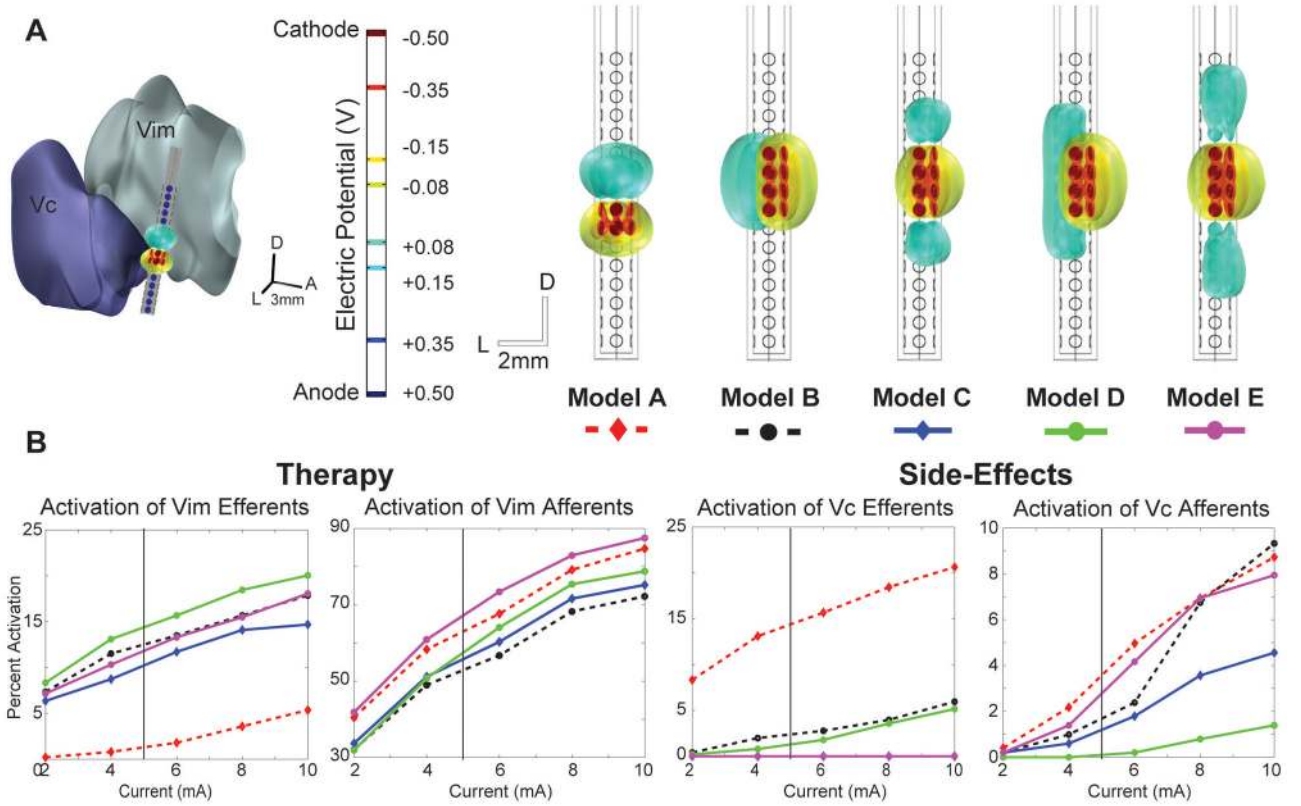 A
Cathode
-0.50
-0.35
-0.15
-0.08
+0.08
+0.15
+0.35
Anode
+0.50
Electric Potential (V)
Vim
Vc
D
A
L
3mm
D
L
2mm
Model A
Model B
Model C
Model D
Model E
B
Therapy
Side-Effects
Activation of Vim Efferents
Activation of Vim Afferents
Activation of Vc Efferents
Activation of Vc Afferents
Percent Activation
25
15
5
0
2
4
6
8
10
Current (mA)
90
70
50
30
2
4
6
8
10
Current (mA)
25
15
5
0
2
4
6
8
10
Current (mA)
10
8
6
4
2
0
2
4
6
8
10
Current (mA)